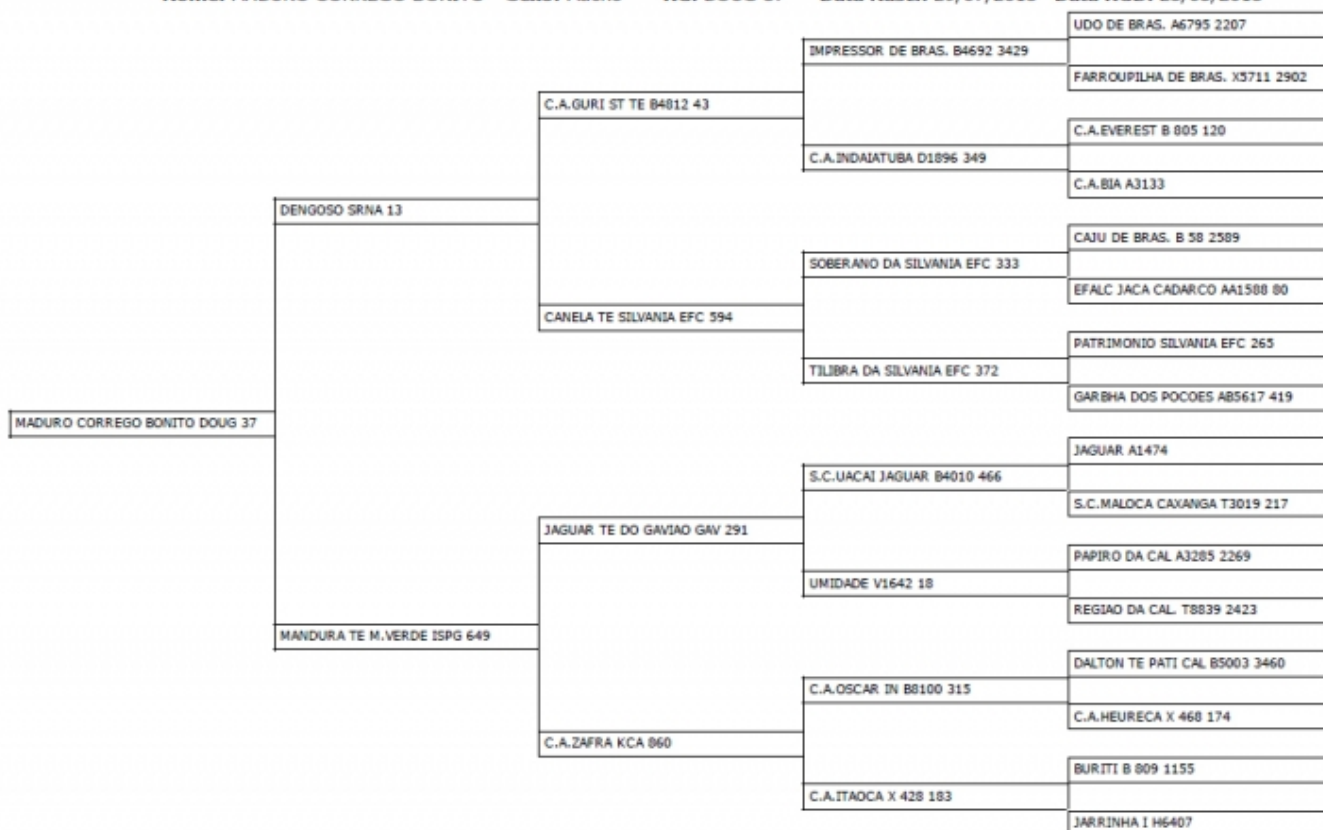 UDO DE BRAS. A6795 2207
IMPRESSOR DE BRAS. B4692 3429
FARROUPILHA DE BRAS. X5711 2902
C.A.GURI ST TE B4812 43
C.A.EVEREST B 805 120
C.A.INDAIATUBA D1896 349
C.A.BIA A3133
DENGOSO SRNA 13
CAJU DE BRAS. B 58 2589
SOBERANO DA SILVANIA EFC 333
EFALC JACA CADARCO AA1588 80
CANELA TE SILVANIA EFC 594
PATRIMONIO SILVANIA EFC 265
TILIBRA DA SILVANIA EFC 372
GARBHA DOS POCOES AB5617 419
MADURO CORREGO BONITO DOUG 37
JAGUAR A1474
S.C.UACAI JAGUAR B4010 466
S.C.MALOCA CAXANGA T3019 217
JAGUAR TE DO GAVIAO GAV 291
PAPIRO DA CAL A3285 2269
UMIDADE V1642 18
REGIAO DA CAL. T8839 2423
MANDURA TE M.VERDE ISPG 649
DALTON TE PATI CAL B5003 3460
C.A.OSCAR IN B8100 315
C.A.HEURECA X 468 174
C.A.ZAFRA KCA 860
BURITI B 809 1155
C.A.ITAOCA X 428 183
JARRINHA I H6407